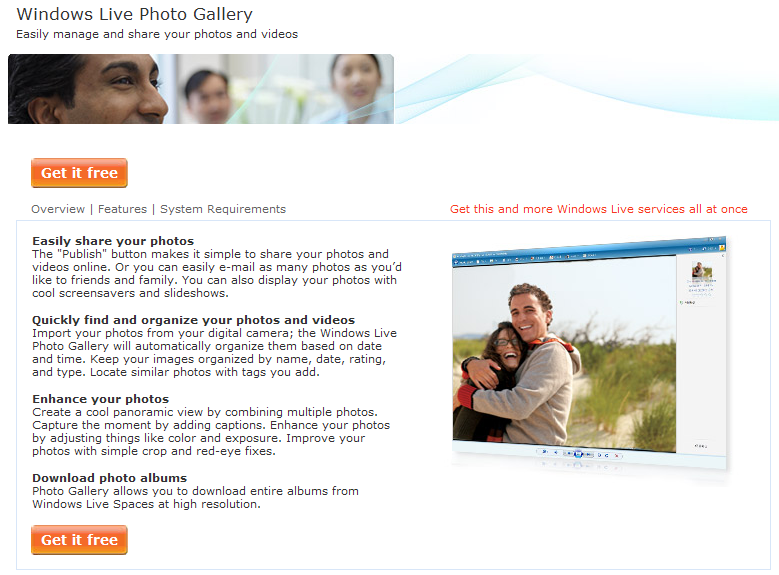 Windows Live Photo Gallery
Easily manage and share your photos and videos
Get it free
Overview | Features | System Requirements
Get this and more Windows Live services all at once
Easily share your photos
The "Publish" button makes it simple to share your photos and
videos online. Or you can easily e-mail as many photos as you’d
like to friends and family. You can also display your photos with
cool screensavers and slideshows.
Quickly find and organize your photos and videos
Import your photos from your digital camera; the Windows Live
Photo Gallery will automatically organize them based on date
and time. Keep your images organized by name, date, rating,
and type. Locate similar photos with tags you add.
Enhance your photos
Create a cool panoramic view by combining multiple photos.
Capture the moment by adding captions. Enhance your photos
by adjusting things like color and exposure. Improve your
photos with simple crop and red-eye fixes.
Download photo albums
Photo Gallery allows you to download entire albums from
Windows Live Spaces at high resolution.
Get it free